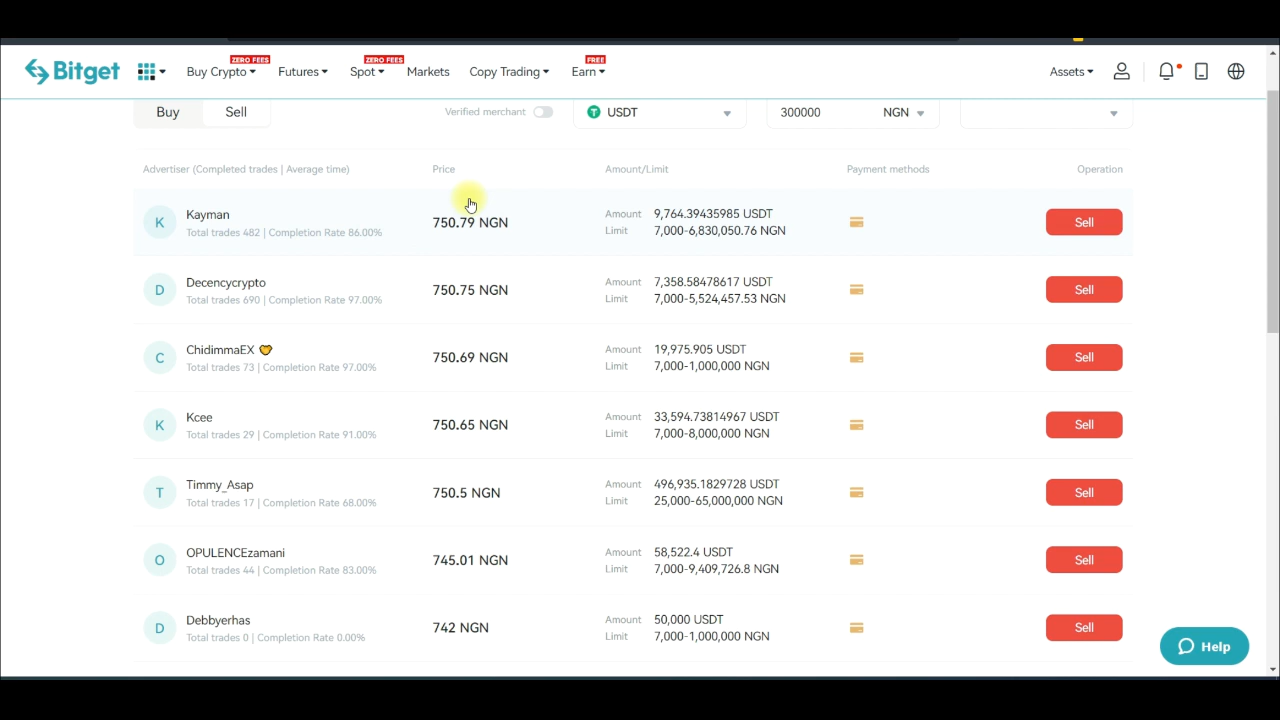 ZERO FEES ZERO FEES FREE
Bitget Buy Crypto Futures Spot Markets Copy Trading Earn Assets
Buy Sell Verified merchant USDT 300000 NGN
Advertiser (Completed trades | Average time) Price Amount/Limit Payment methods Operation
K Kayman 750.79 NGN Amount 9,764.39435985 USDT Sell
Total trades 482 | Completion Rate 86.00% Limit 7,000-6,830,050.76 NGN
D Decencycrypto 750.75 NGN Amount 7,358.58478617 USDT Sell
Total trades 690 | Completion Rate 97.00% Limit 7,000-5,524,457.53 NGN
C ChidimmaEX 750.69 NGN Amount 19,975.905 USDT Sell
Total trades 73 | Completion Rate 97.00% Limit 7,000-1,000,000 NGN
K Kcee 750.65 NGN Amount 33,594.73814967 USDT Sell
Total trades 29 | Completion Rate 91.00% Limit 7,000-8,000,000 NGN
T Timmy_Asap 750.5 NGN Amount 496,935.1829728 USDT Sell
Total trades 17 | Completion Rate 68.00% Limit 25,000-65,000,000 NGN
O OPULENCEzamani 745.01 NGN Amount 58,522.4 USDT Sell
Total trades 44 | Completion Rate 83.00% Limit 7,000-9,409,726.8 NGN
D Debbyerhas 742 NGN Amount 50,000 USDT Sell
Total trades 0 | Completion Rate 0.00% Limit 7,000-1,000,000 NGN
Help